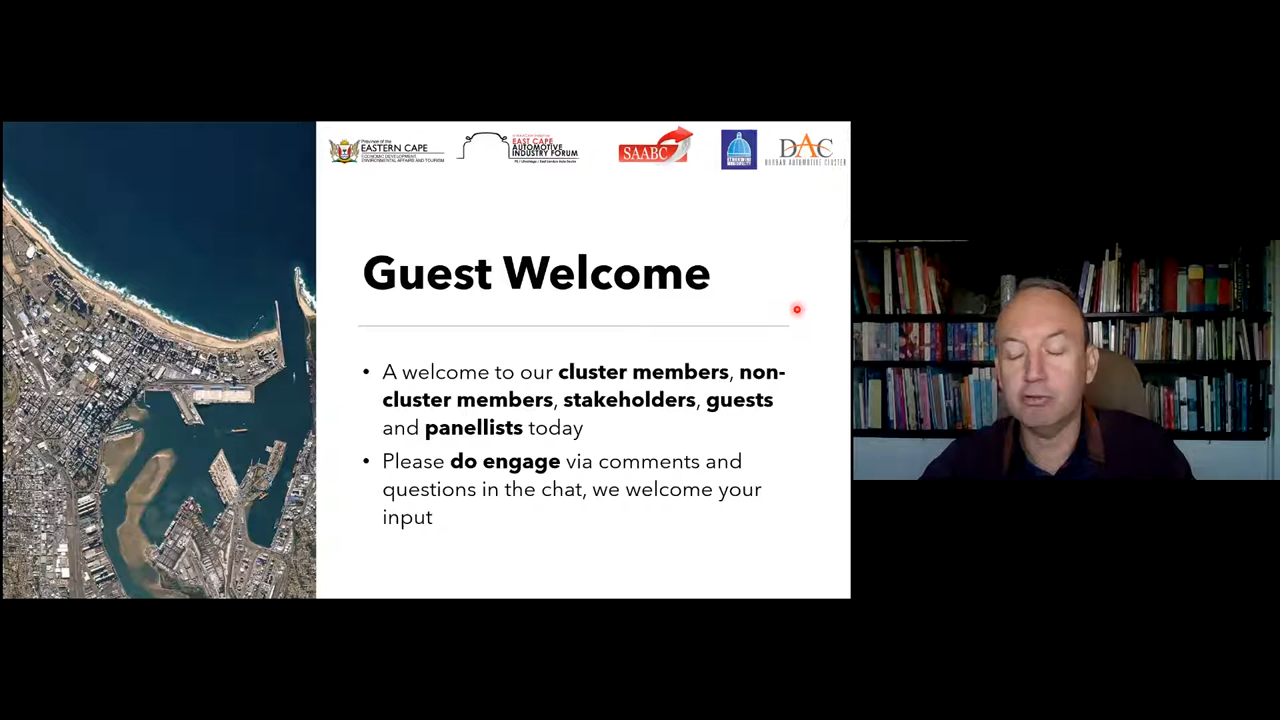 Province of the
EASTERN CAPE
ECONOMIC DEVELOPMENT,
ENVIRONMENTAL AFFAIRS AND TOURISM
EAST CAPE
AUTOMOTIVE
INDUSTRY FORUM
SAABC
DAC
DURBAN AUTOMOTIVE CLUSTER
Guest Welcome
• A welcome to our cluster members, non-
cluster members, stakeholders, guests
and panellists today
• Please do engage via comments and
questions in the chat, we welcome your
input